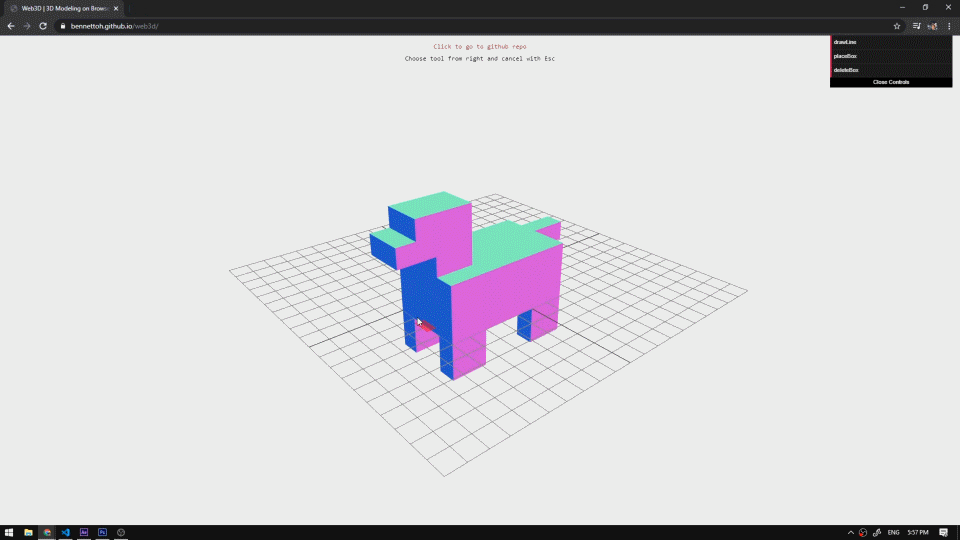 Web3D | 3D Modeling on Brows
bennettoh.github.io/web3d/
Click to go to github repo
Choose tool from right and cancel with Esc
drawLine
placeBox
deleteBox
Close Controls
ENG
5:57 PM